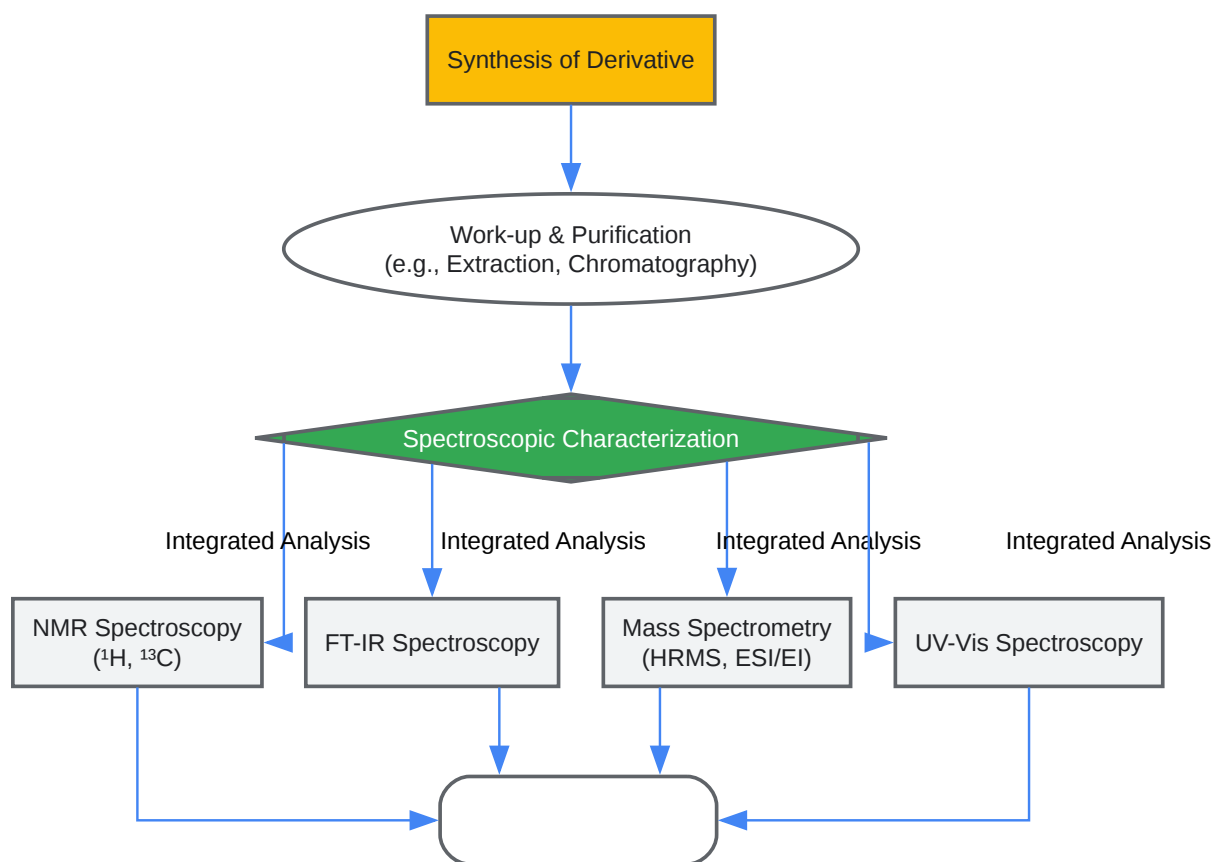 Synthesis of Derivative
Work-up & Purification
(e.g., Extraction, Chromatography)
Spectroscopic Characterization
Integrated Analysis
Integrated Analysis
Integrated Analysis
Integrated Analysis
NMR Spectroscopy
(¹H, ¹³C)
FT-IR Spectroscopy
Mass Spectrometry
(HRMS, ESI/EI)
UV-Vis Spectroscopy